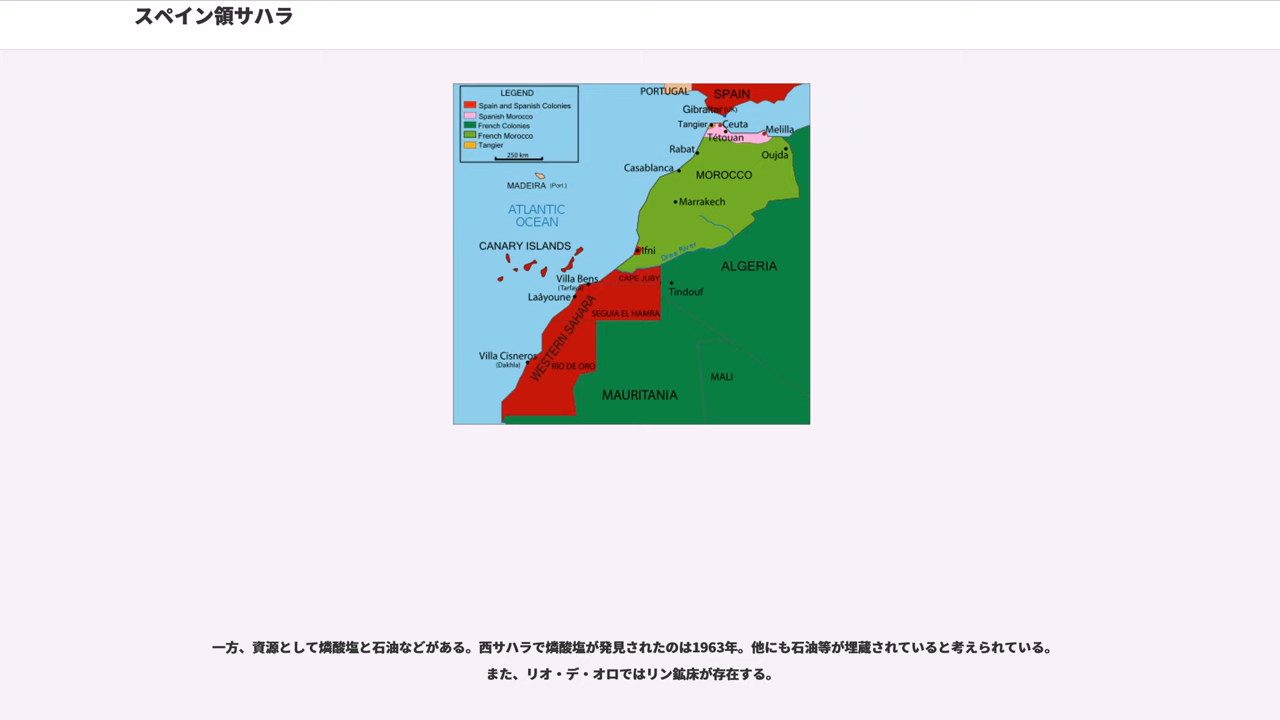 スペイン領サハラ
LEGEND
Spain and Spanish Colonies
Spanish Morocco
French Colonies
French Morocco
Tangier
250 km
PORTUGAL
SPAIN
Gibraltar (UK)
Tangier
Ceuta
Melilla
Tétouan
Rabat
Oujda
Casablanca
MOROCCO
MADEIRA (Port.)
Marrakech
ATLANTIC
OCEAN
CANARY ISLANDS
Ifni
Draa River
ALGERIA
Villa Bens
(Tarfaya)
CAPE JUBY
Tindouf
Laâyoune
SEGUIA EL HAMRA
WESTERN SAHARA
Villa Cisneros
(Dakhla)
RIO DE ORO
MALI
MAURITANIA
一方、資源として燐酸塩と石油などがある。西サハラで燐酸塩が発見されたのは1963年。他にも石油等が埋蔵されていると考えられている。
また、リオ・デ・オロではリン鉱床が存在する。